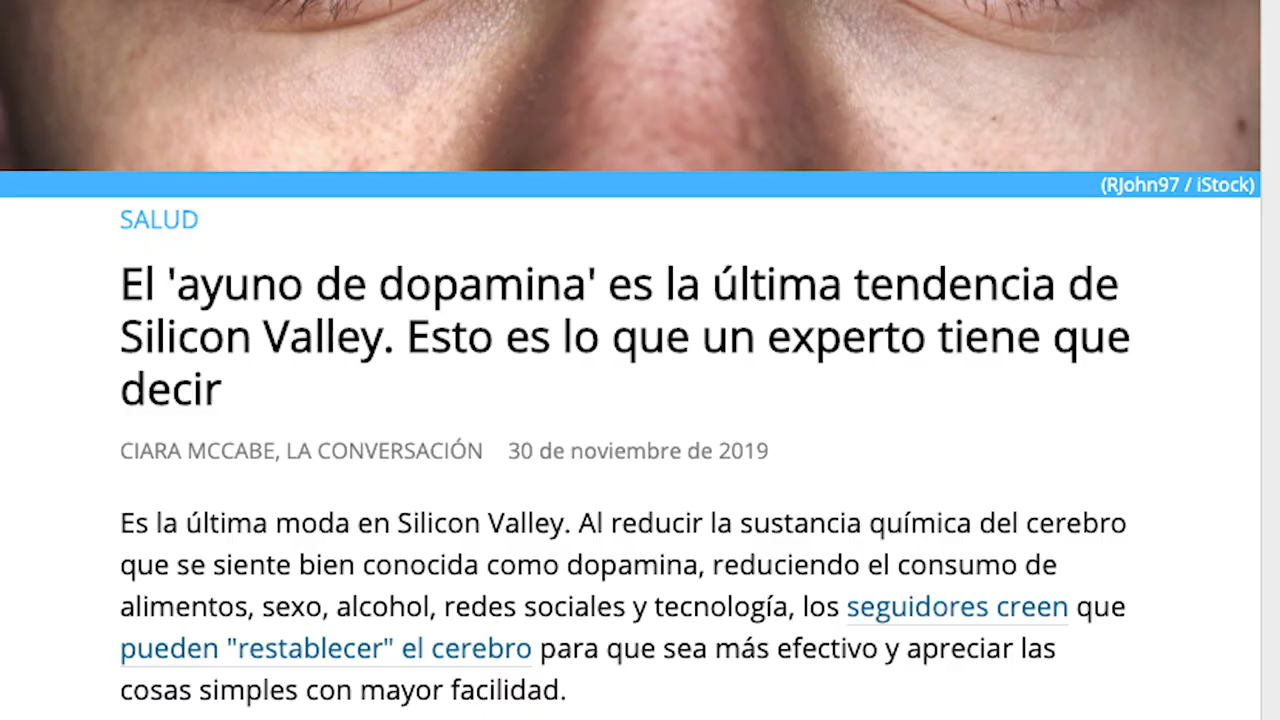 (RJohn97 / iStock)
SALUD
El 'ayuno de dopamina' es la última tendencia de
Silicon Valley. Esto es lo que un experto tiene que
decir
CIARA MCCABE, LA CONVERSACIÓN 30 de noviembre de 2019
Es la última moda en Silicon Valley. Al reducir la sustancia química del cerebro
que se siente bien conocida como dopamina, reduciendo el consumo de
alimentos, sexo, alcohol, redes sociales y tecnología, los seguidores creen que
pueden "restablecer" el cerebro para que sea más efectivo y apreciar las
cosas simples con mayor facilidad.